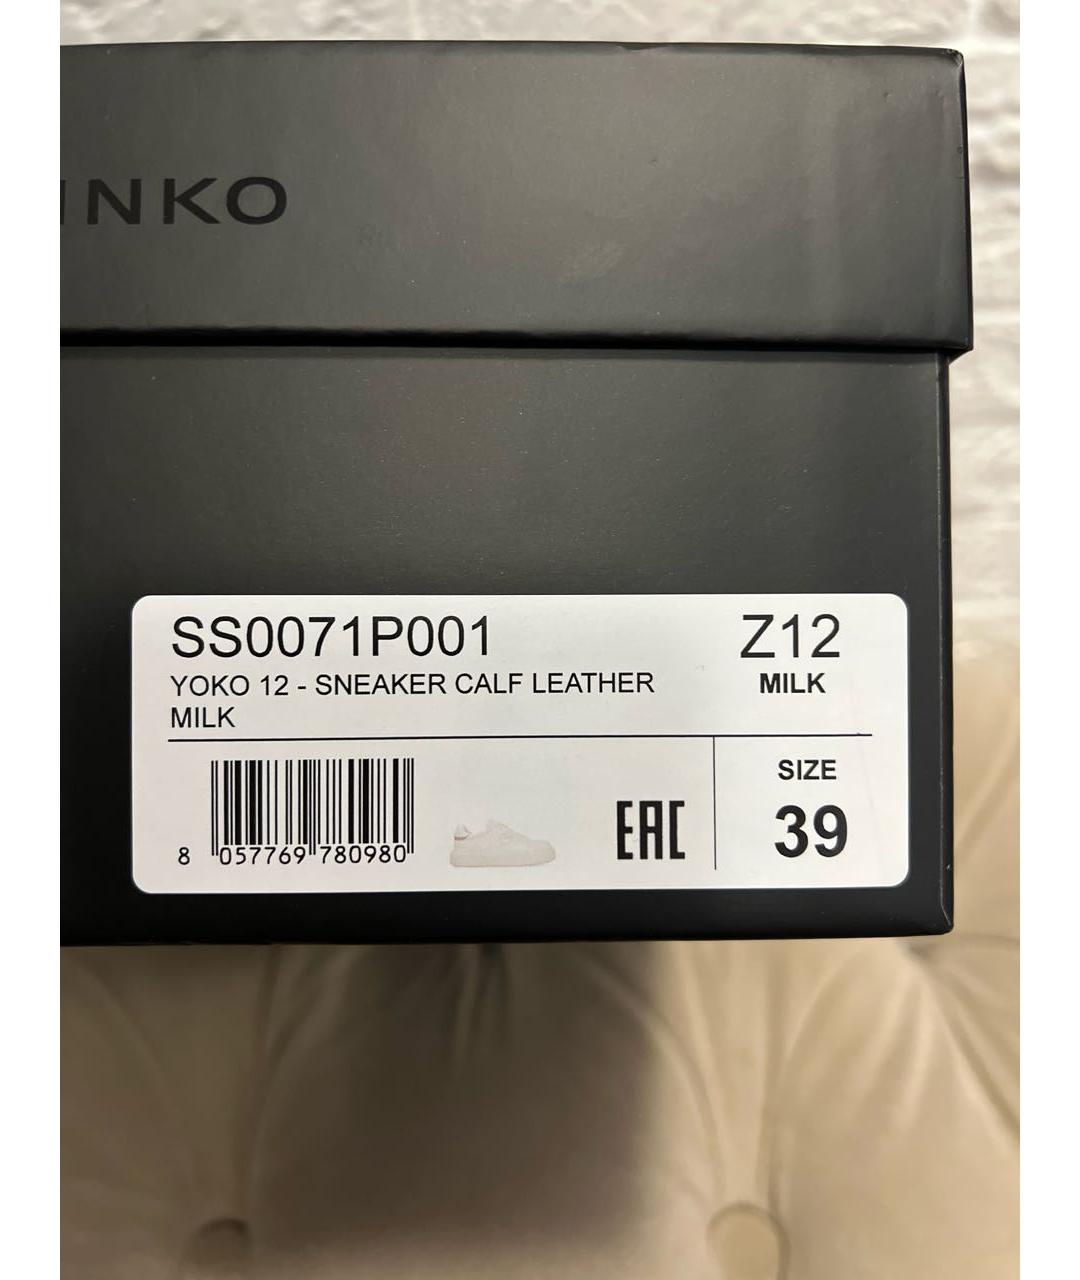 INKO
SS0071P001 Z12
YOKO 12 - SNEAKER CALF LEATHER MILK
MILK
SIZE
39
EAC
8 057769 780980